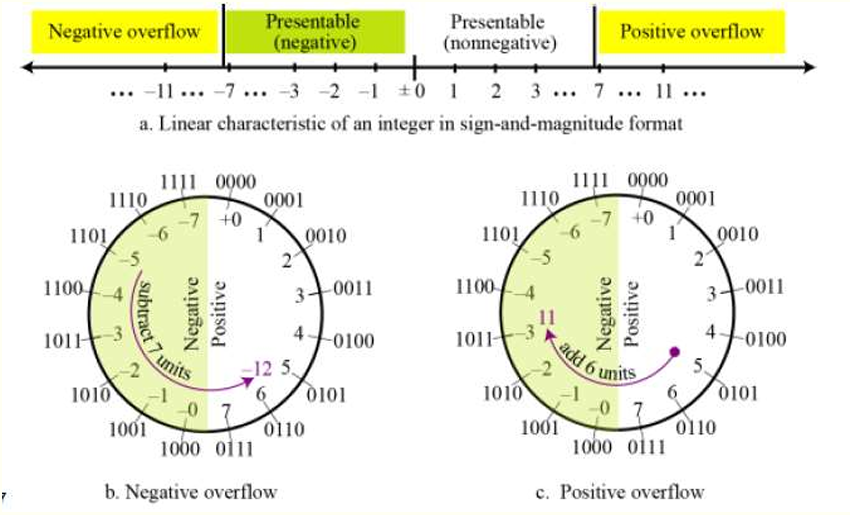 Negative overflow
Presentable
(negative)
Presentable
(nonnegative)
Positive overflow
... –11 ... –7 ... –3 –2 –1 ±0 1 2 3 ... 7 ... 11 ...
a. Linear characteristic of an integer in sign-and-magnitude format
1111 0000
1110 0001
–7 +0
–6 1
1101 0010
–5 2
1100 –4 3 0011
Negative
Positive
subtract 7 units
1011 –3 4 0100
–2 –12 5
1010 –1 6 0101
–0 7
1001 0110
1000 0111
b. Negative overflow
1111 0000
1110 0001
–7 +0
–6 1
1101 0010
–5 2
1100 –4 3 0011
Negative
Positive
11
1011 –3 4 0100
add 6 units
–2 5
1010 –1 6 0101
–0 7
1001 0110
1000 0111
c. Positive overflow